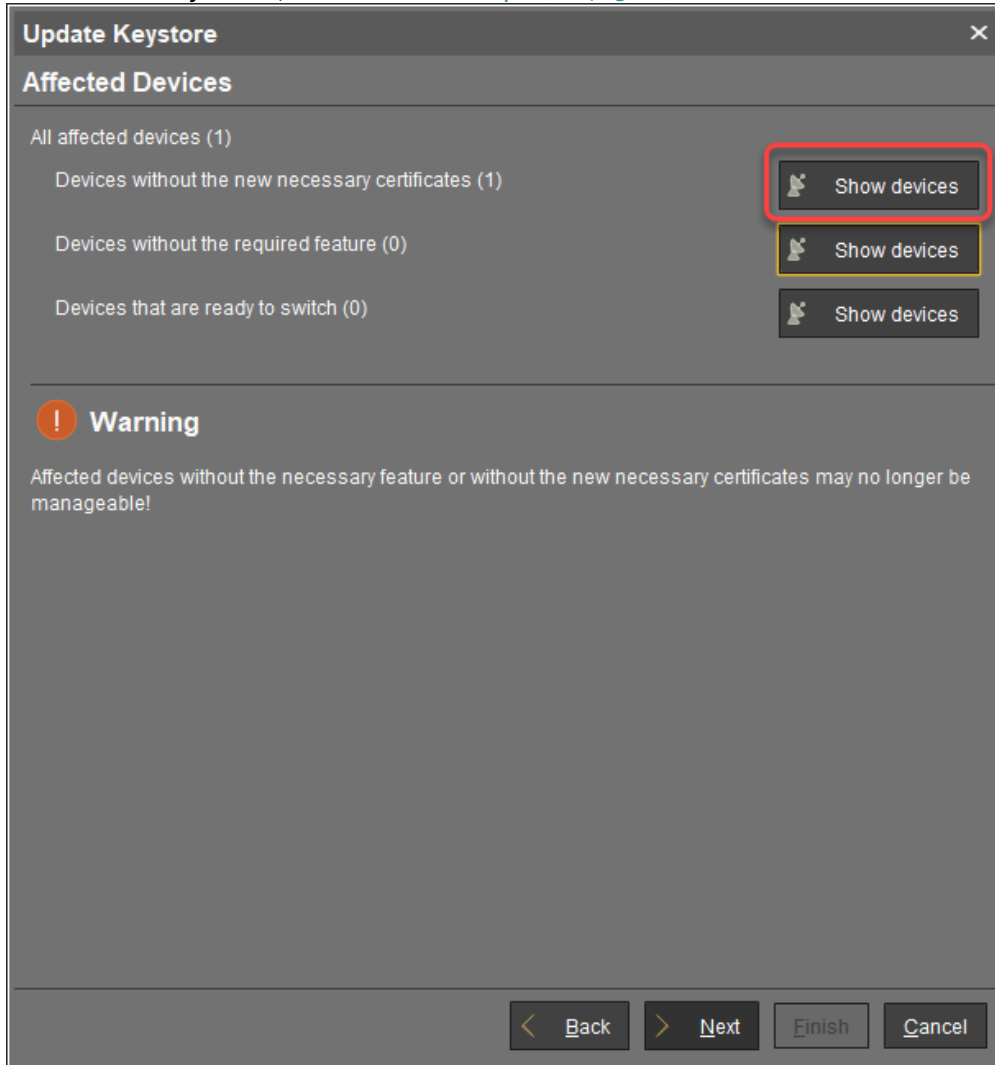 Update Keystore
Affected Devices
All affected devices (1)
Devices without the new necessary certificates (1)
Show devices
Devices without the required feature (0)
Show devices
Devices that are ready to switch (0)
Show devices
! Warning
Affected devices without the necessary feature or without the new necessary certificates may no longer be
manageable!
Back Next Finish Cancel